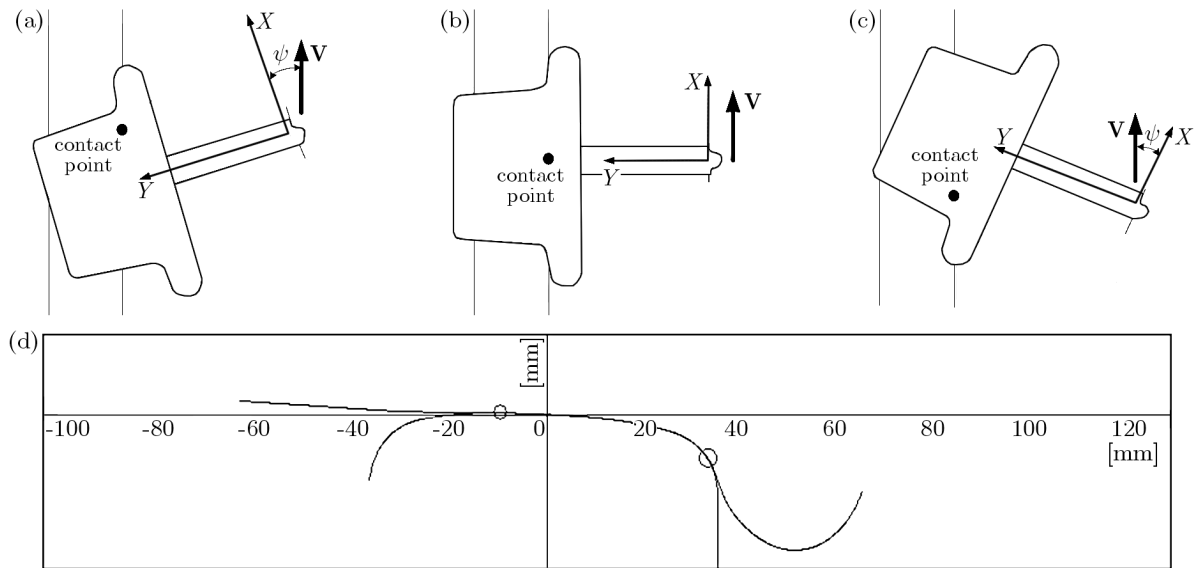 (a)
X
ψ
V
contact
point
Y
(b)
X
V
Y
contact
point
(c)
V
ψ
X
Y
contact
point
(d)
[mm]
-100 -80 -60 -40 -20 0 20 40 60 80 100 120
[mm]